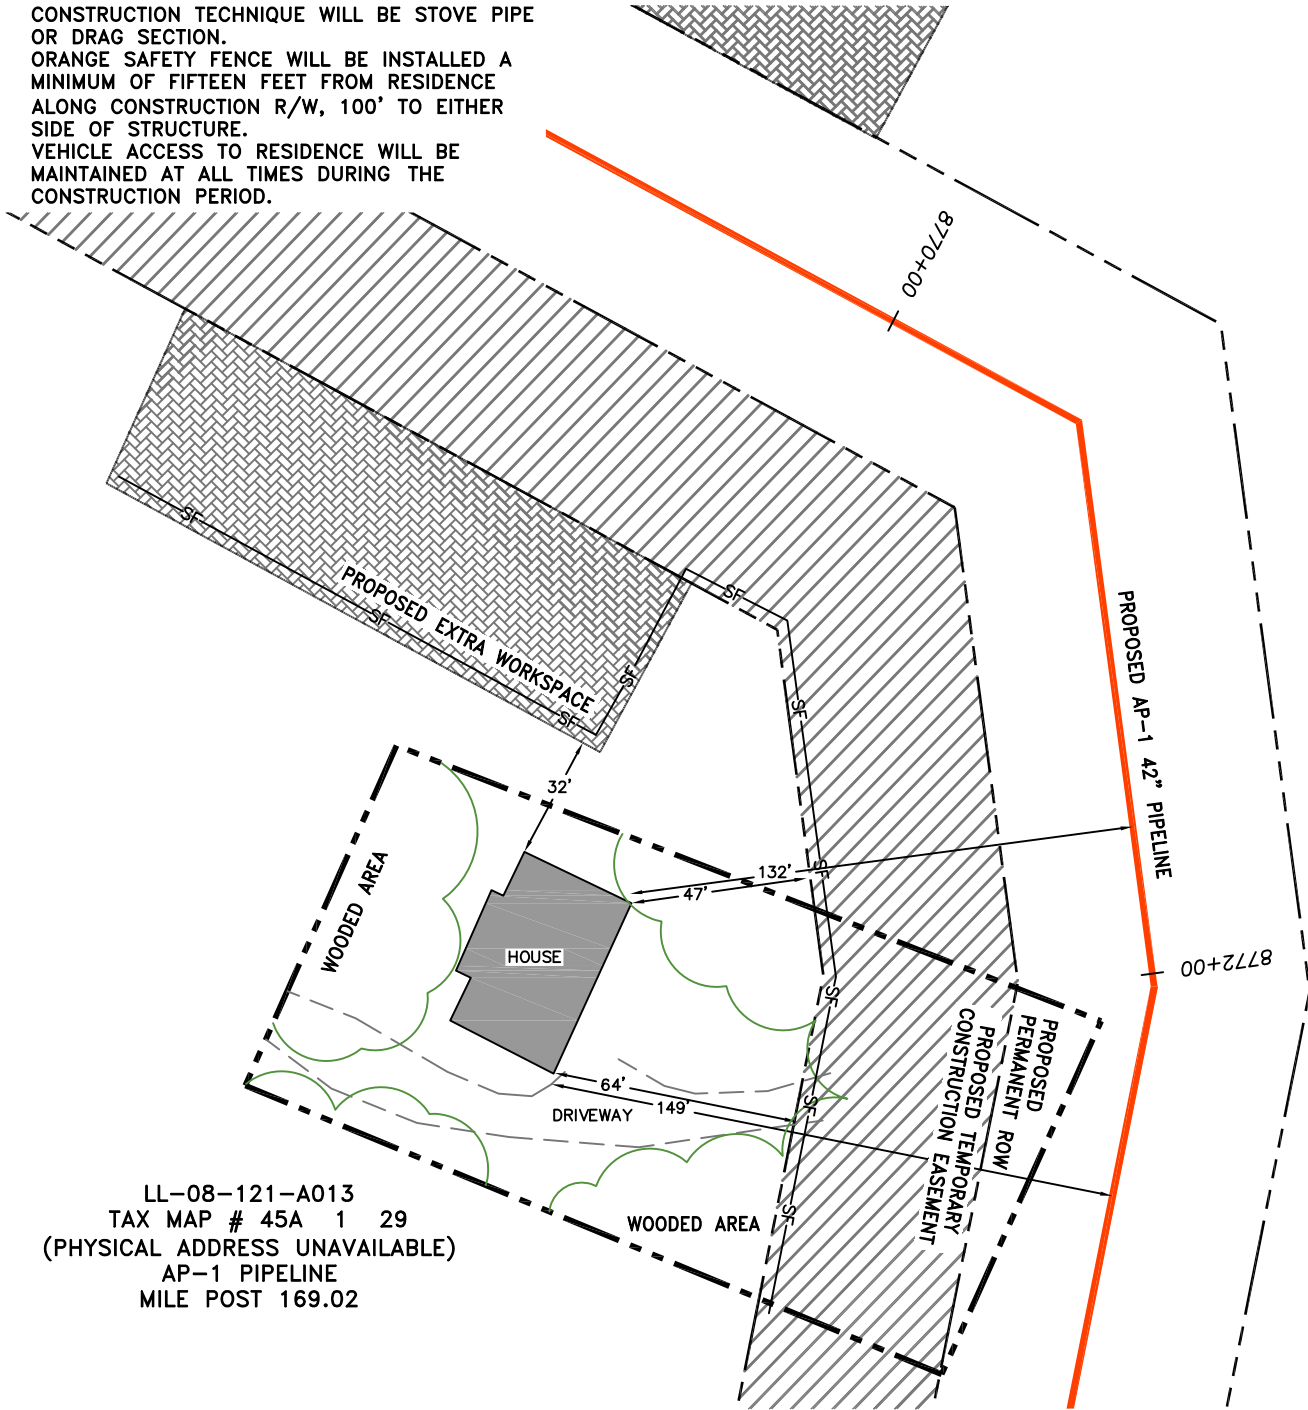 CONSTRUCTION TECHNIQUE WILL BE STOVE PIPE
OR DRAG SECTION.
ORANGE SAFETY FENCE WILL BE INSTALLED A
MINIMUM OF FIFTEEN FEET FROM RESIDENCE
ALONG CONSTRUCTION R/W, 100' TO EITHER
SIDE OF STRUCTURE.
VEHICLE ACCESS TO RESIDENCE WILL BE
MAINTAINED AT ALL TIMES DURING THE
CONSTRUCTION PERIOD.
8770+00
SF
PROPOSED EXTRA WORKSPACE
SF
SF
SF
SF
SF
PROPOSED AP-1 42" PIPELINE
32'
WOODED AREA
132'
47'
SF
HOUSE
8772+00
SF
PROPOSED
PERMANENT ROW
PROPOSED TEMPORARY
CONSTRUCTION EASEMENT
64'
149'
DRIVEWAY
SF
SF
WOODED AREA
LL-08-121-A013
TAX MAP # 45A 1 29
(PHYSICAL ADDRESS UNAVAILABLE)
AP-1 PIPELINE
MILE POST 169.02